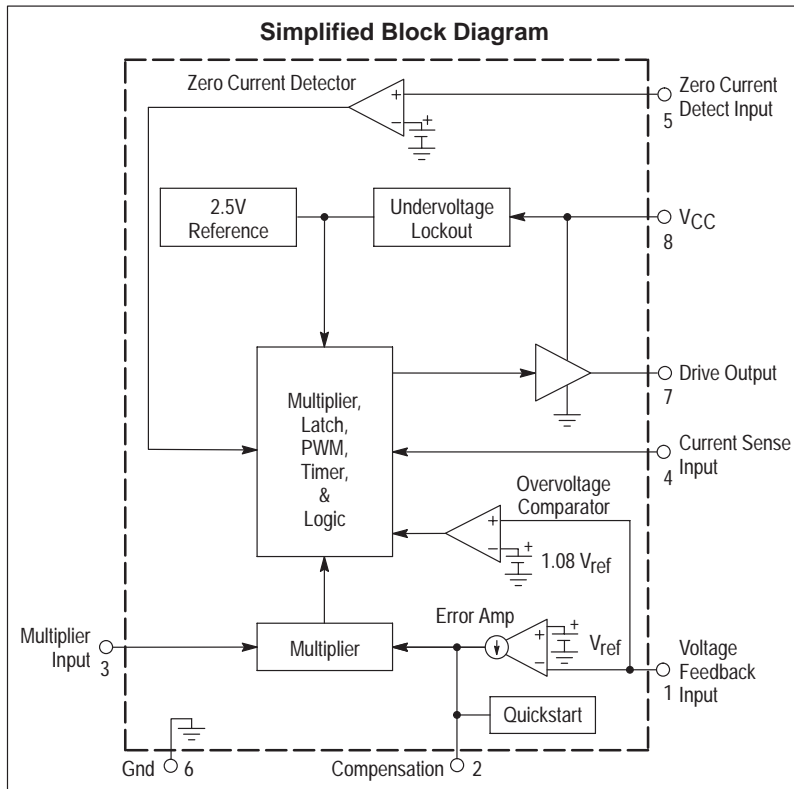 Simplified Block Diagram
Zero Current Detector
+
−
+
Zero Current
Detect Input
5
2.5V
Reference
Undervoltage
Lockout
VCC
8
Multiplier,
Latch,
PWM,
Timer,
&
Logic
Drive Output
7
Current Sense
Input
4
Overvoltage
Comparator
+
−
+
1.08 Vref
Error Amp
+
−
+
Vref
Multiplier
Input
3
Multiplier
Voltage
Feedback
Input
1
Quickstart
Gnd
6
Compensation
2